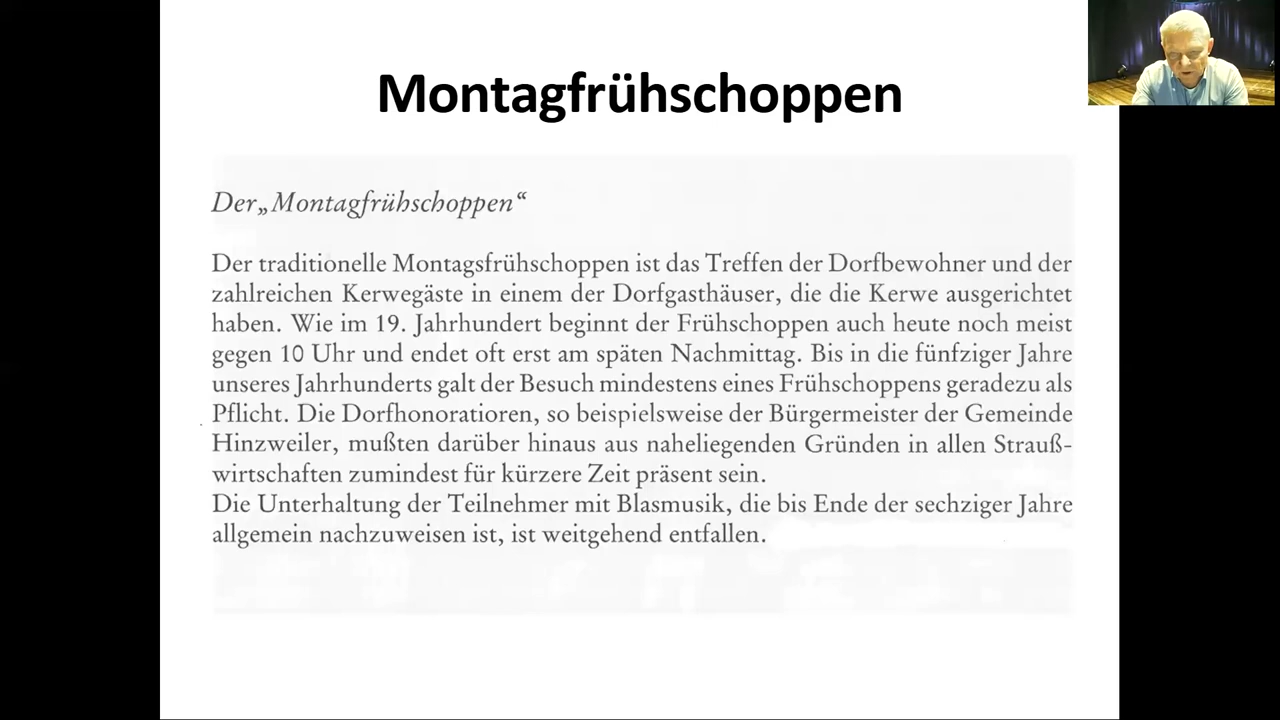 Montagfrühschoppen
Der „Montagfrühschoppen“
Der traditionelle Montagsfrühschoppen ist das Treffen der Dorfbewohner und der
zahlreichen Kerwegäste in einem der Dorfgasthäuser, die die Kerwe ausgerichtet
haben. Wie im 19. Jahrhundert beginnt der Frühschoppen auch heute noch meist
gegen 10 Uhr und endet oft erst am späten Nachmittag. Bis in die fünfziger Jahre
unseres Jahrhunderts galt der Besuch mindestens eines Frühschoppens geradezu als
Pflicht. Die Dorfhonoratioren, so beispielsweise der Bürgermeister der Gemeinde
Hinzweiler, mußten darüber hinaus aus naheliegenden Gründen in allen Strauß-
wirtschaften zumindest für kürzere Zeit präsent sein.
Die Unterhaltung der Teilnehmer mit Blasmusik, die bis Ende der sechziger Jahre
allgemein nachzuweisen ist, ist weitgehend entfallen.